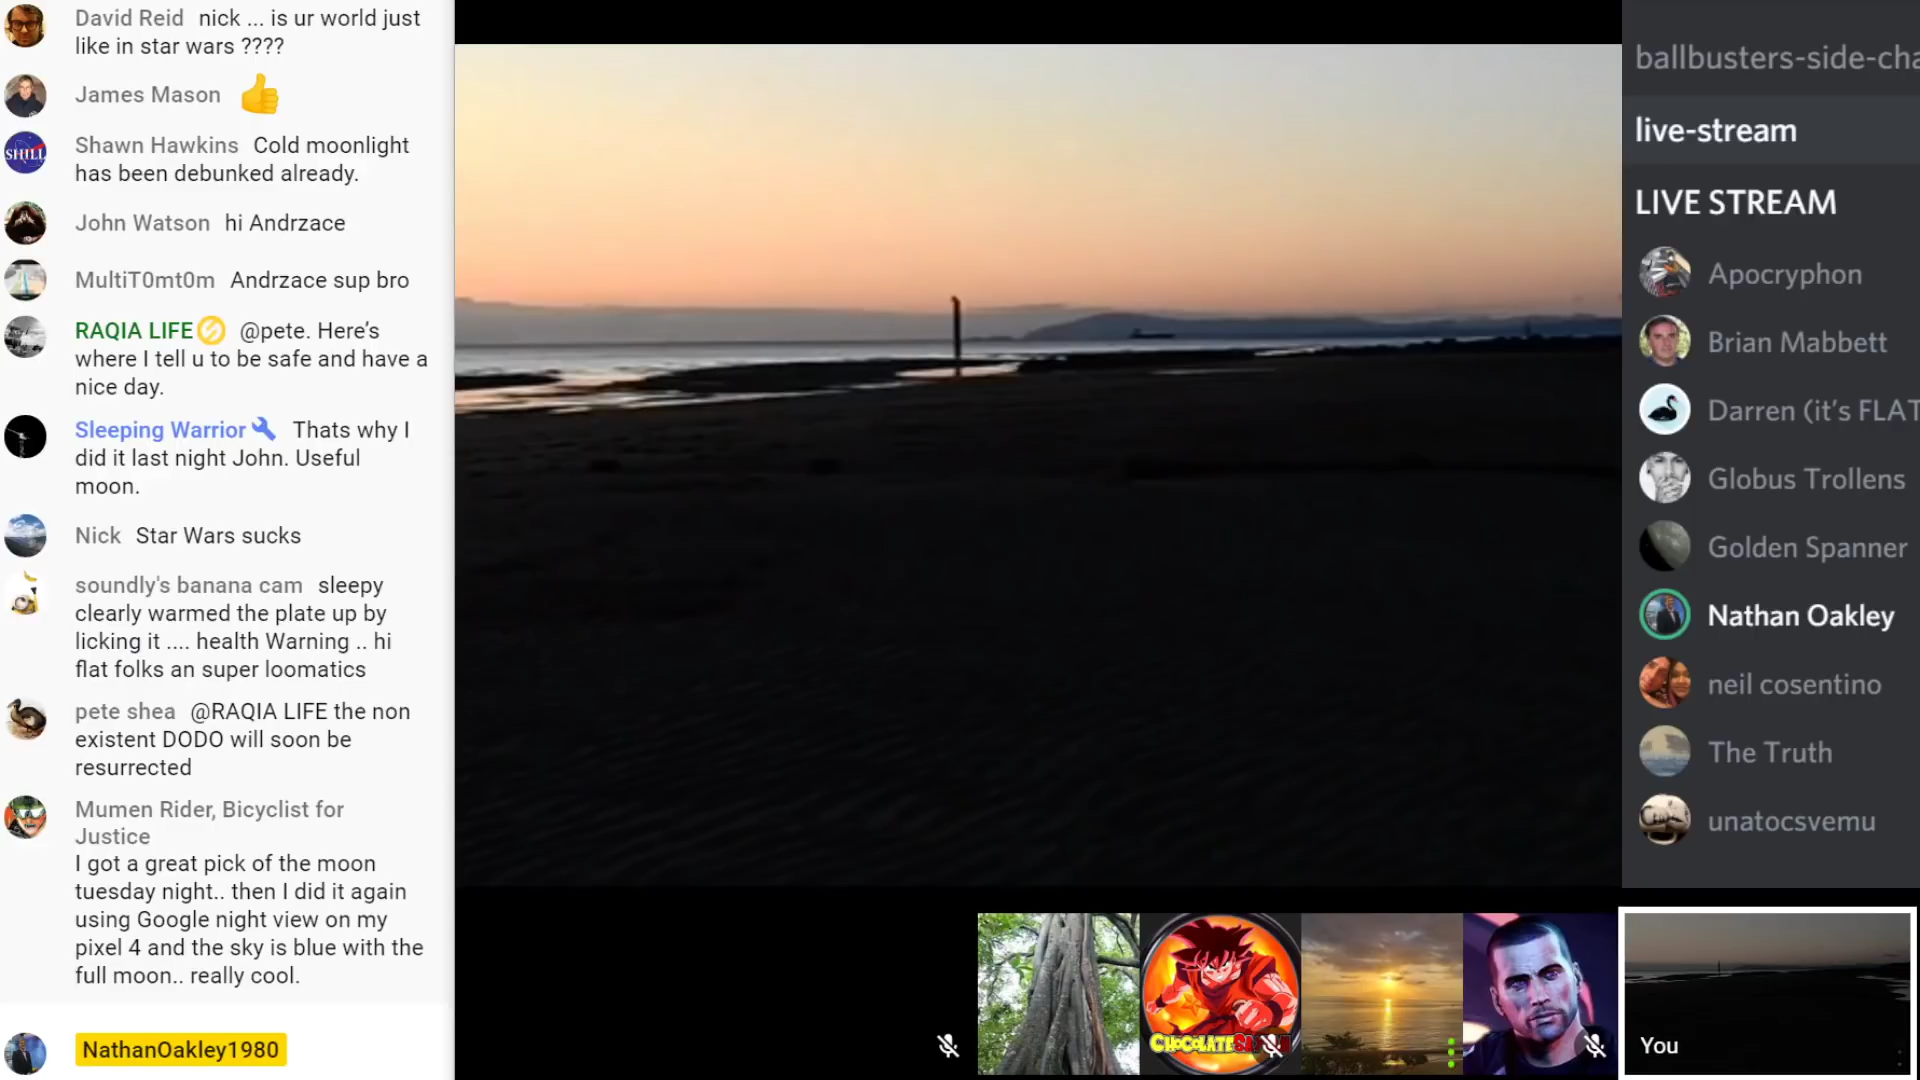 David Reid nick ... is ur world just
like in star wars ????
James Mason 👍
SHILL
Shawn Hawkins Cold moonlight
has been debunked already.
John Watson hi Andrzace
MultiT0mt0m Andrzace sup bro
RAQIA LIFE @pete. Here’s
where I tell u to be safe and have a
nice day.
Sleeping Warrior Thats why I
did it last night John. Useful
moon.
Nick Star Wars sucks
soundly's banana cam sleepy
clearly warmed the plate up by
licking it .... health Warning .. hi
flat folks an super loomatics
pete shea @RAQIA LIFE the non
existent DODO will soon be
resurrected
Mumen Rider, Bicyclist for
Justice
I got a great pick of the moon
tuesday night.. then I did it again
using Google night view on my
pixel 4 and the sky is blue with the
full moon.. really cool.
NathanOakley1980
ballbusters-side-cha
live-stream
LIVE STREAM
Apocryphon
Brian Mabbett
Darren (it’s FLAT
Globus Trollens
Golden Spanner
Nathan Oakley
neil cosentino
The Truth
unatocsvemu
You